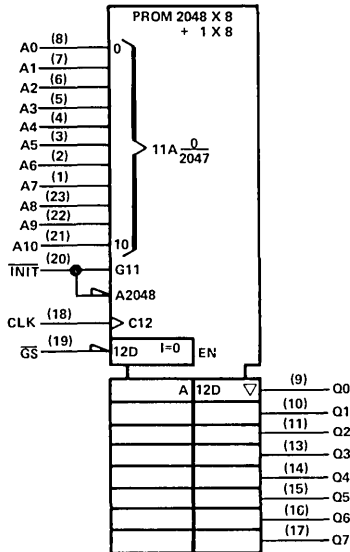 PROM 2048 X 8
+ 1 X 8
A0 (8) 0
A1 (7)
A2 (6)
A3 (5)
A4 (4)
A5 (3) 11A 0/2047
A6 (2)
A7 (1)
A8 (23)
A9 (22)
A10 (21) 10
INIT (20) G11
A2048
CLK (18) C12
GS (19) 12D I=0 EN
A 12D ▽ (9) Q0
(10) Q1
(11) Q2
(13) Q3
(14) Q4
(15) Q5
(16) Q6
(17) Q7